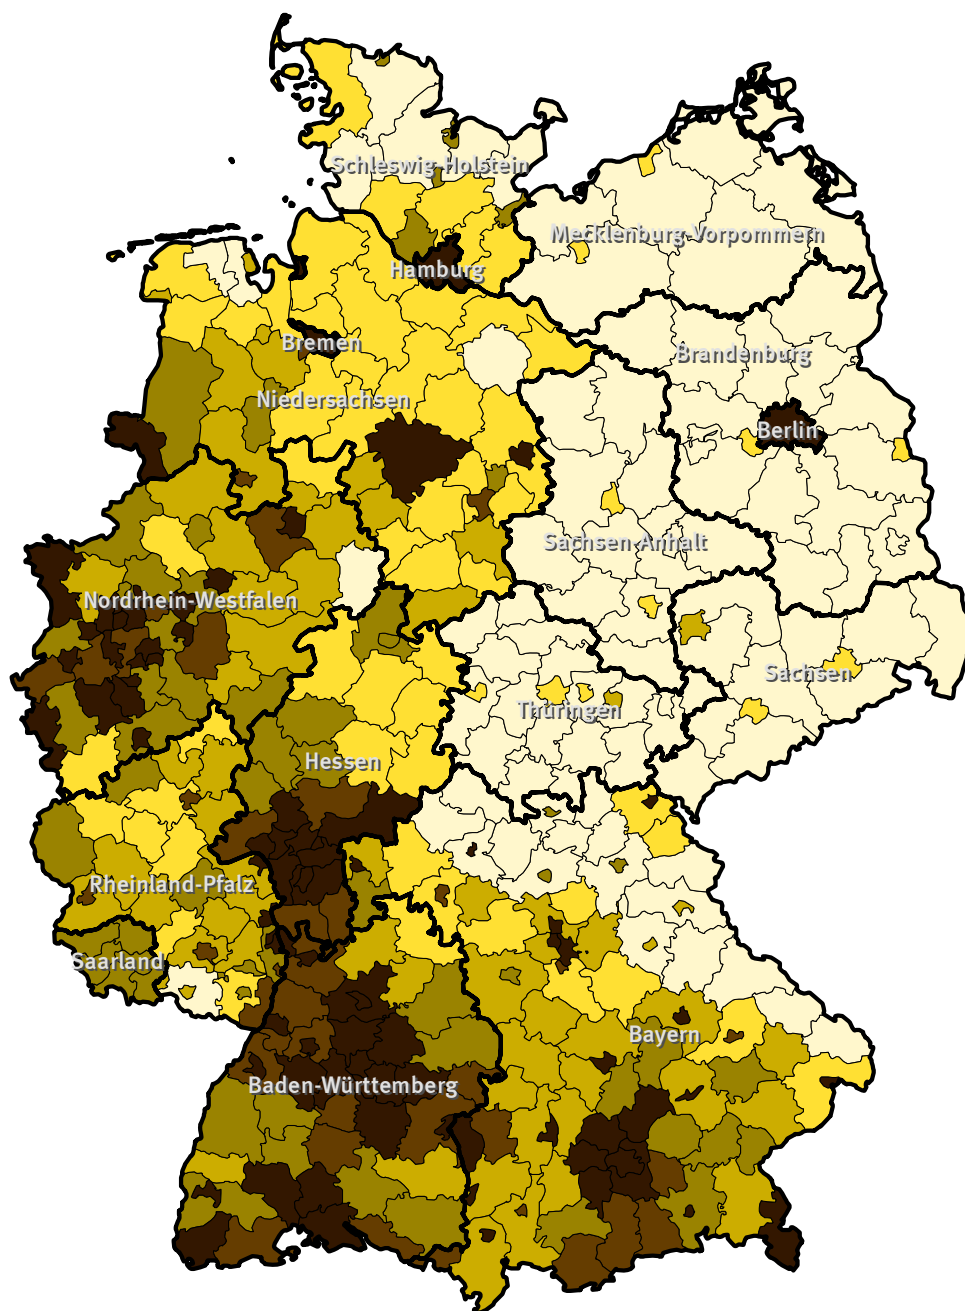 Schleswig-Holstein
Mecklenburg-Vorpommern
Hamburg
Bremen
Brandenburg
Niedersachsen
Berlin
Sachsen-Anhalt
Nordrhein-Westfalen
Sachsen
Thüringen
Hessen
Rheinland-Pfalz
Saarland
Bayern
Baden-Württemberg